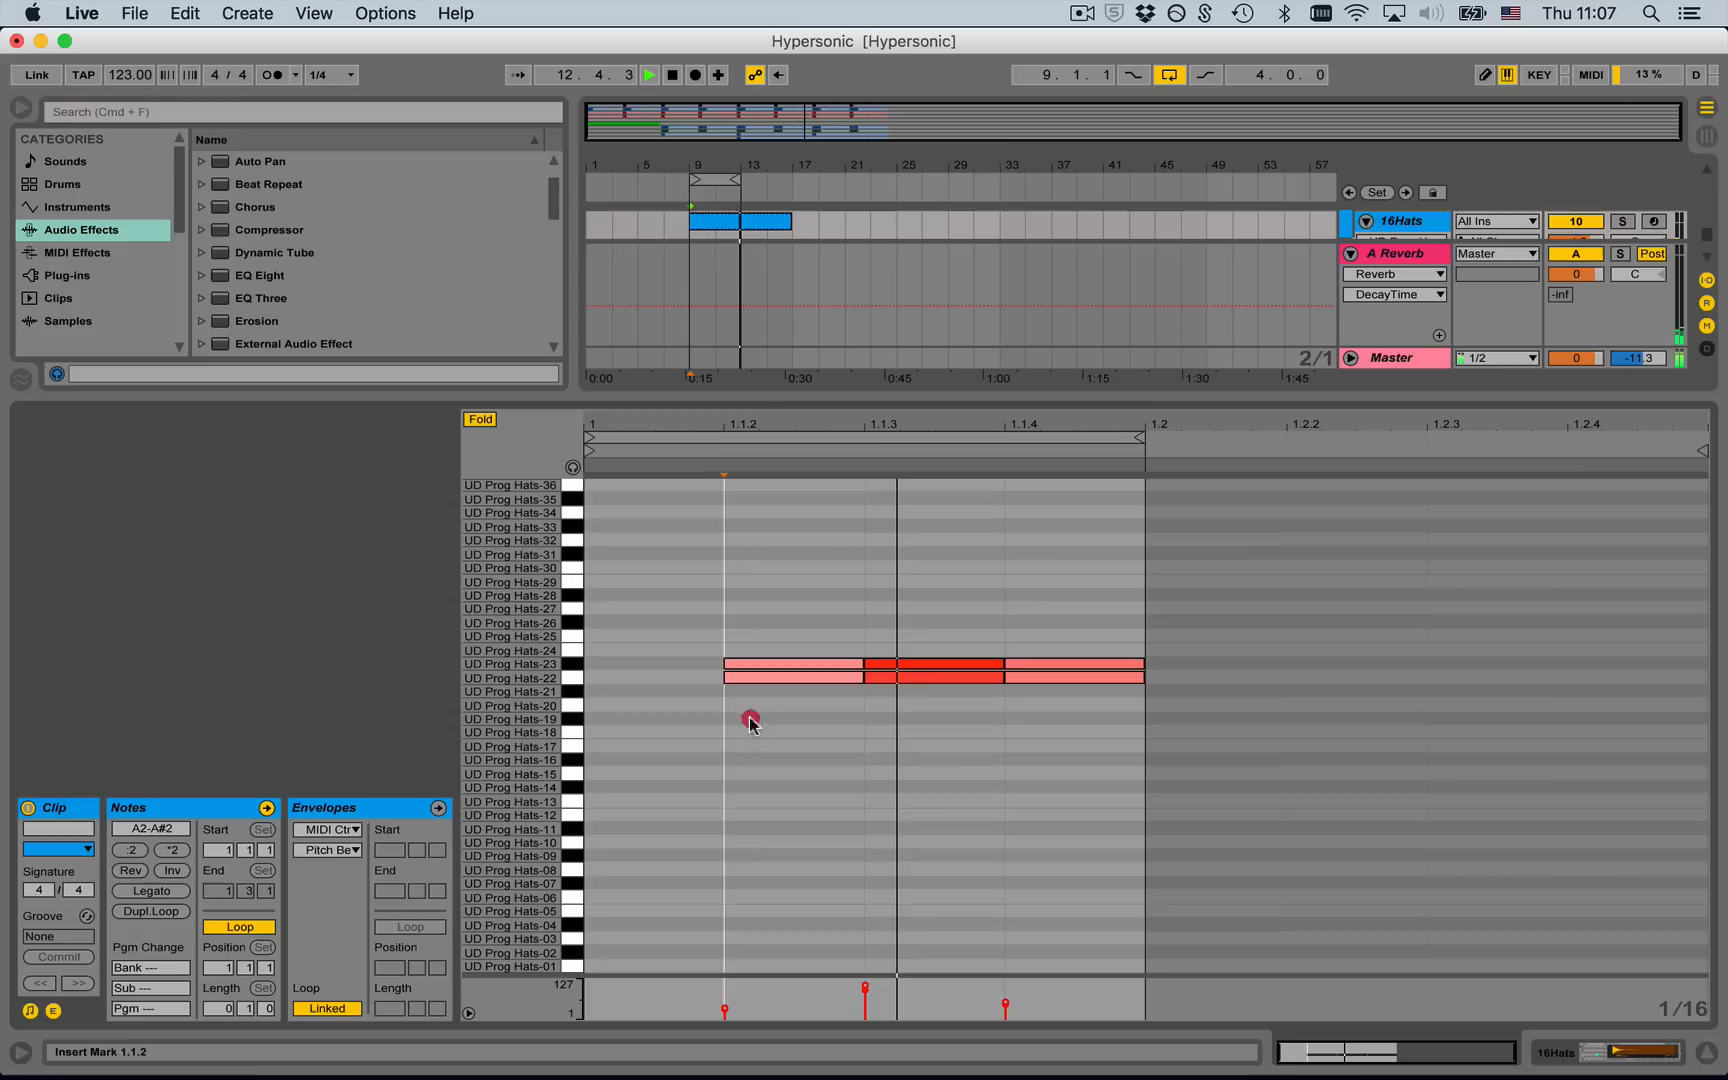 Live File Edit Create View Options Help Thu 11:07
Hypersonic [Hypersonic]
Link TAP 123.00 4 / 4 1/4 12 . 4 . 3 9 . 1 . 1 4 . 0 . 0 KEY MIDI 13 % D
Search (Cmd + F)
CATEGORIES
Sounds
Drums
Instruments
Audio Effects
MIDI Effects
Plug-ins
Clips
Samples
Name
Auto Pan
Beat Repeat
Chorus
Compressor
Dynamic Tube
EQ Eight
EQ Three
Erosion
External Audio Effect
1 5 9 13 17 21 25 29 33 37 41 45 49 53 57
Set
16Hats All Ins 10 S
A Reverb Master A S Post
Reverb 0 C
DecayTime -inf
2/1 Master 1/2 0 -11.3
0:00 0:15 0:30 0:45 1:00 1:15 1:30 1:45
Fold
1 1.1.2 1.1.3 1.1.4 1.2 1.2.2 1.2.3 1.2.4
UD Prog Hats-36
UD Prog Hats-35
UD Prog Hats-34
UD Prog Hats-33
UD Prog Hats-32
UD Prog Hats-31
UD Prog Hats-30
UD Prog Hats-29
UD Prog Hats-28
UD Prog Hats-27
UD Prog Hats-26
UD Prog Hats-25
UD Prog Hats-24
UD Prog Hats-23
UD Prog Hats-22
UD Prog Hats-21
UD Prog Hats-20
UD Prog Hats-19
UD Prog Hats-18
UD Prog Hats-17
UD Prog Hats-16
UD Prog Hats-15
UD Prog Hats-14
UD Prog Hats-13
UD Prog Hats-12
UD Prog Hats-11
UD Prog Hats-10
UD Prog Hats-09
UD Prog Hats-08
UD Prog Hats-07
UD Prog Hats-06
UD Prog Hats-05
UD Prog Hats-04
UD Prog Hats-03
UD Prog Hats-02
UD Prog Hats-01
127
1
1/16
Clip
Signature
4 / 4
Groove
None
Commit
<< >>
Notes
A2-A#2
:2 *2
Rev Inv
Legato
Dupl.Loop
Pgm Change
Bank ---
Sub ---
Pgm ---
Start Set
1 1 1
End Set
1 3 1
Loop
Position Set
1 1 1
Length Set
0 1 0
Envelopes
MIDI Ctr
Pitch Be
Loop
Linked
Start
End
Loop
Position
Length
Insert Mark 1.1.2
16Hats